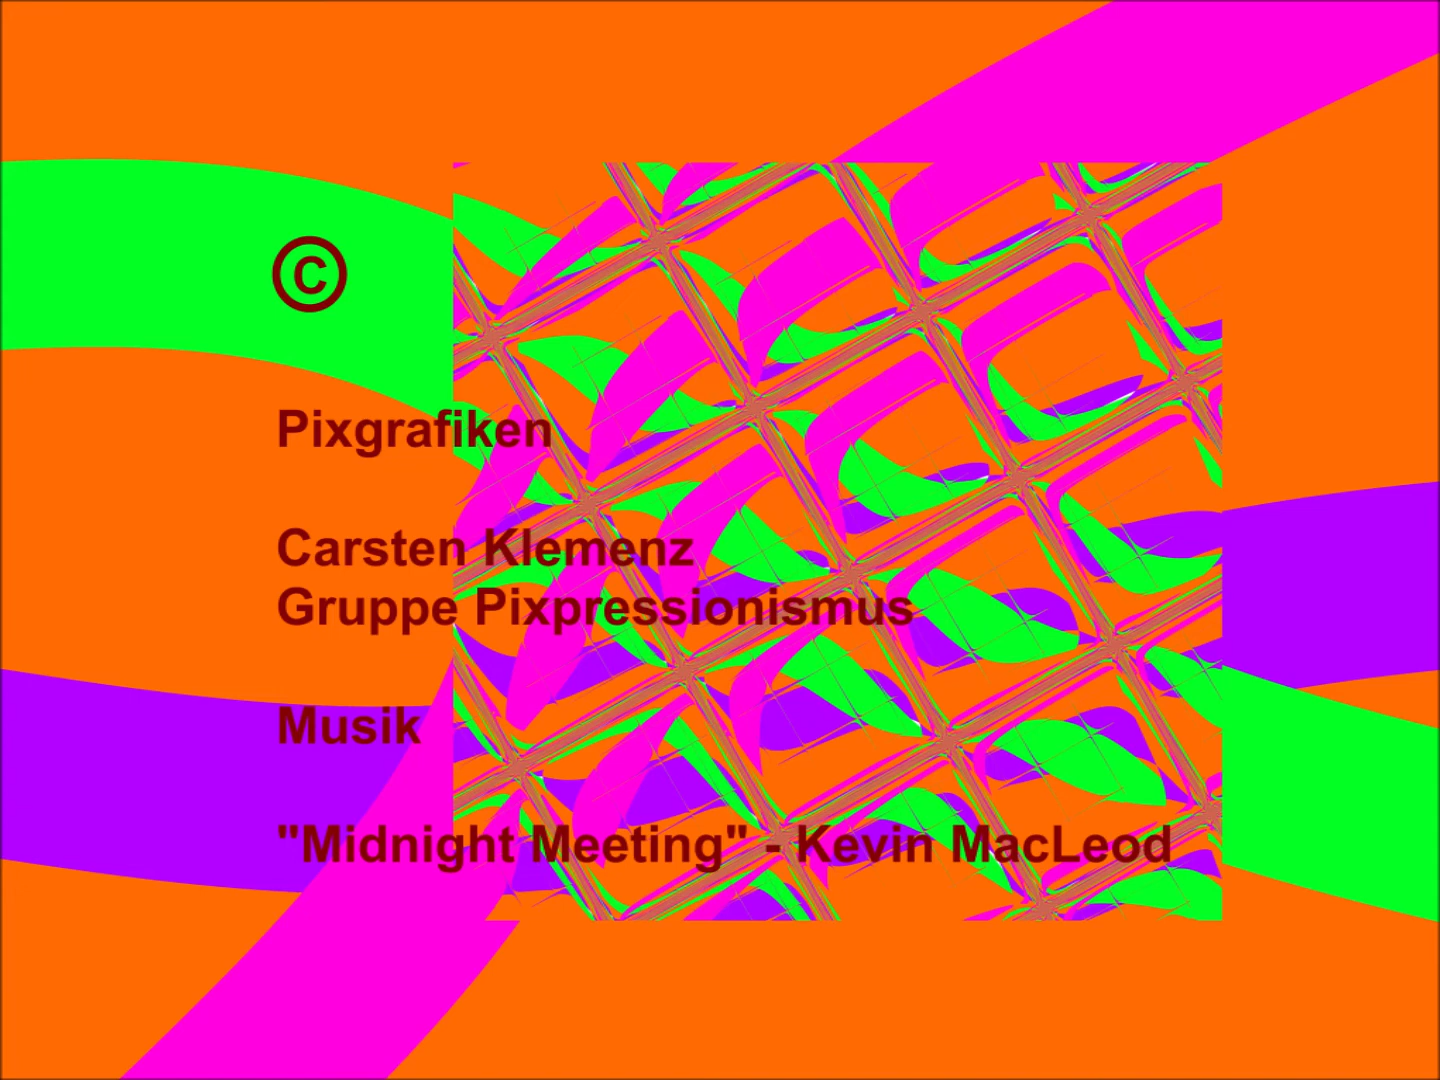 ©
Pixgrafiken
Carsten Klemenz
Gruppe Pixpressionismus
Musik
"Midnight Meeting" - Kevin MacLeod